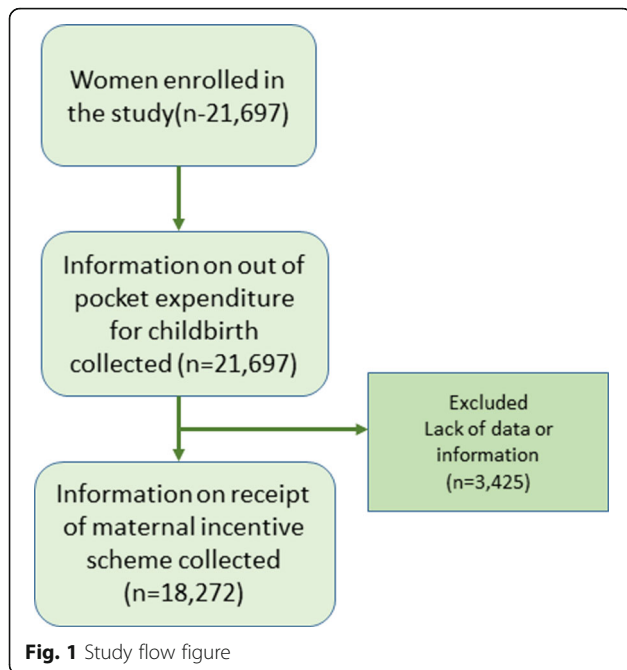 Women enrolled in
the study(n-21,697)
Information on out of
pocket expenditure
for childbirth
collected (n=21,697)
Excluded
Lack of data or
information
(n=3,425)
Information on receipt
of maternal incentive
scheme collected
(n=18,272)
Fig. 1 Study flow figure